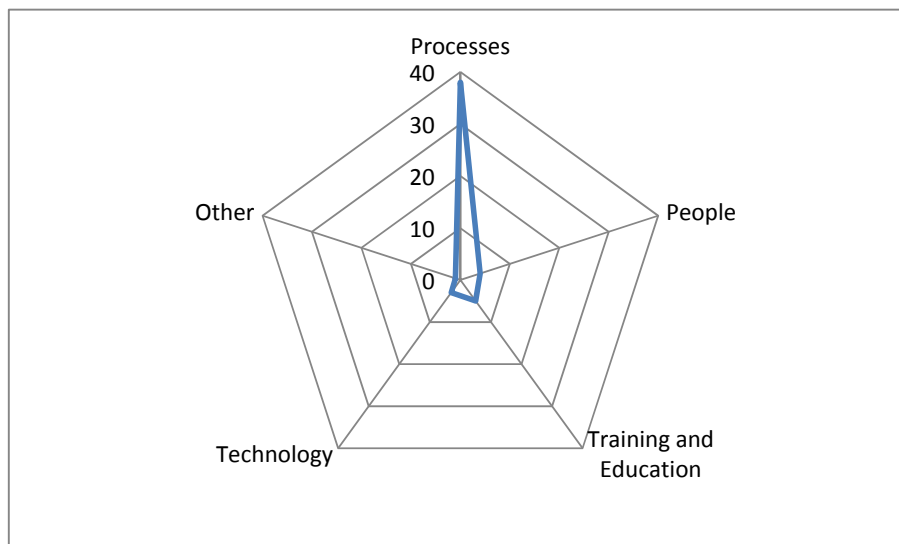 Processes
40
30
20
10
0
People
Other
Technology
Training and
Education